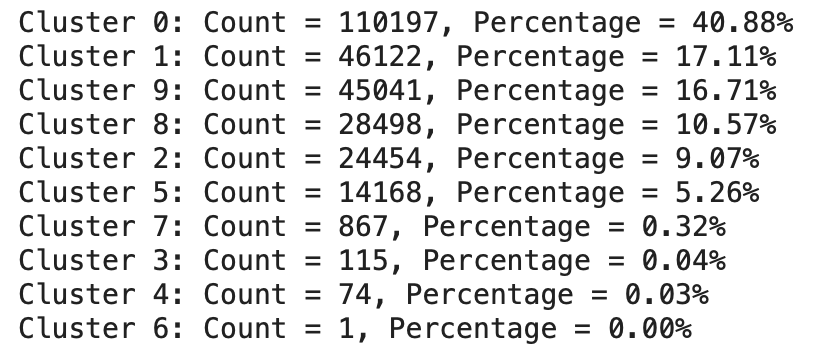 Cluster 0: Count = 110197, Percentage = 40.88%
Cluster 1: Count = 46122, Percentage = 17.11%
Cluster 9: Count = 45041, Percentage = 16.71%
Cluster 8: Count = 28498, Percentage = 10.57%
Cluster 2: Count = 24454, Percentage = 9.07%
Cluster 5: Count = 14168, Percentage = 5.26%
Cluster 7: Count = 867, Percentage = 0.32%
Cluster 3: Count = 115, Percentage = 0.04%
Cluster 4: Count = 74, Percentage = 0.03%
Cluster 6: Count = 1, Percentage = 0.00%